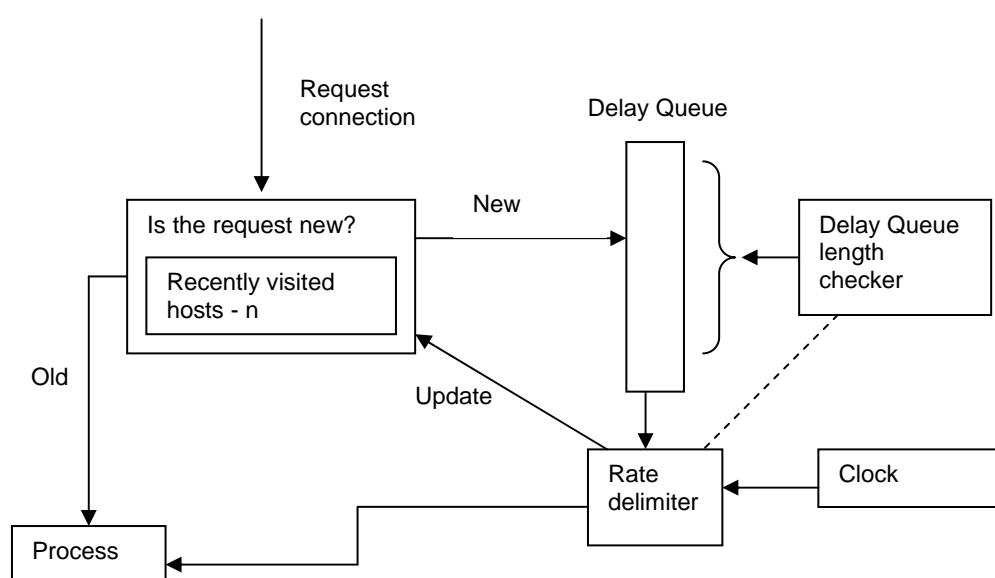 Request
connection
Delay Queue
New
Is the request new?
Recently visited
hosts - n
Delay Queue
length
checker
Old
Update
Rate
delimiter
Clock
Process